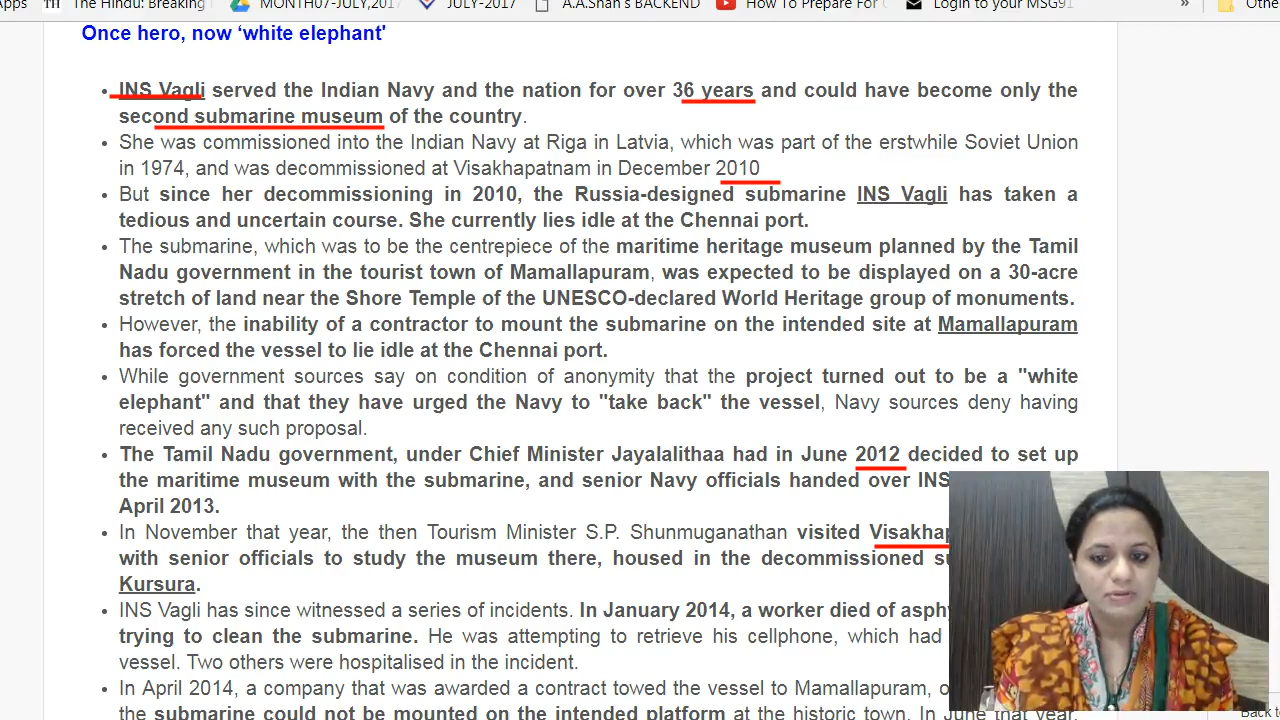 The Hindu: Breaking
MONTH07-JULY,2017
JULY-2017
A.A.Shah's BACKEND
How To Prepare For
Login to your MSG91
»
Once hero, now ‘white elephant'
• INS Vagli served the Indian Navy and the nation for over 36 years and could have become only the
second submarine museum of the country.
• She was commissioned into the Indian Navy at Riga in Latvia, which was part of the erstwhile Soviet Union
in 1974, and was decommissioned at Visakhapatnam in December 2010
• But since her decommissioning in 2010, the Russia-designed submarine INS Vagli has taken a
tedious and uncertain course. She currently lies idle at the Chennai port.
• The submarine, which was to be the centrepiece of the maritime heritage museum planned by the Tamil
Nadu government in the tourist town of Mamallapuram, was expected to be displayed on a 30-acre
stretch of land near the Shore Temple of the UNESCO-declared World Heritage group of monuments.
• However, the inability of a contractor to mount the submarine on the intended site at Mamallapuram
has forced the vessel to lie idle at the Chennai port.
• While government sources say on condition of anonymity that the project turned out to be a "white
elephant" and that they have urged the Navy to "take back" the vessel, Navy sources deny having
received any such proposal.
• The Tamil Nadu government, under Chief Minister Jayalalithaa had in June 2012 decided to set up
the maritime museum with the submarine, and senior Navy officials handed over INS
April 2013.
• In November that year, the then Tourism Minister S.P. Shunmuganathan visited
with senior officials to study the museum there, housed in the decommissioned
Kursura.
• INS Vagli has since witnessed a series of incidents. In January 2014, a worker died of
trying to clean the submarine. He was attempting to retrieve his cellphone, which had
vessel. Two others were hospitalised in the incident.
• In April 2014, a company that was awarded a contract towed the vessel to Mamallapuram,
the submarine could not be mounted on the intended platform at the historic town. In June that year,